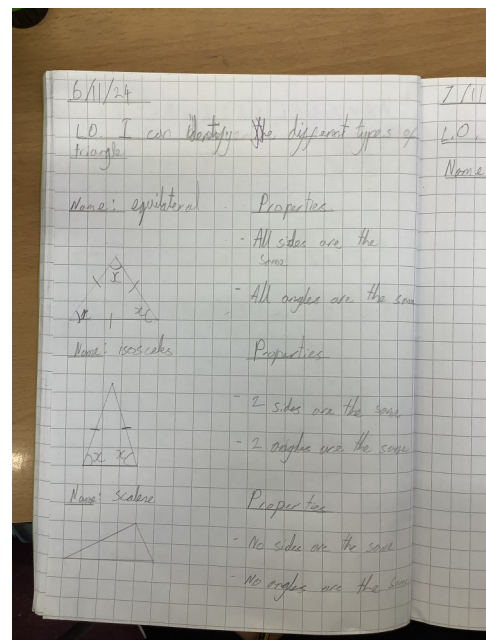 6/11/24
L.O. I can identify the different types of
triangle
Name: equilateral
Properties
- All sides are the
same
- All angles are the same
x
x
x
Name: isosceles
Properties
- 2 sides are the same
- 2 angles are the same
x x
Name: scalene
Properties
- No sides are the same
- No angles are the same
7/11
L.O.
Name